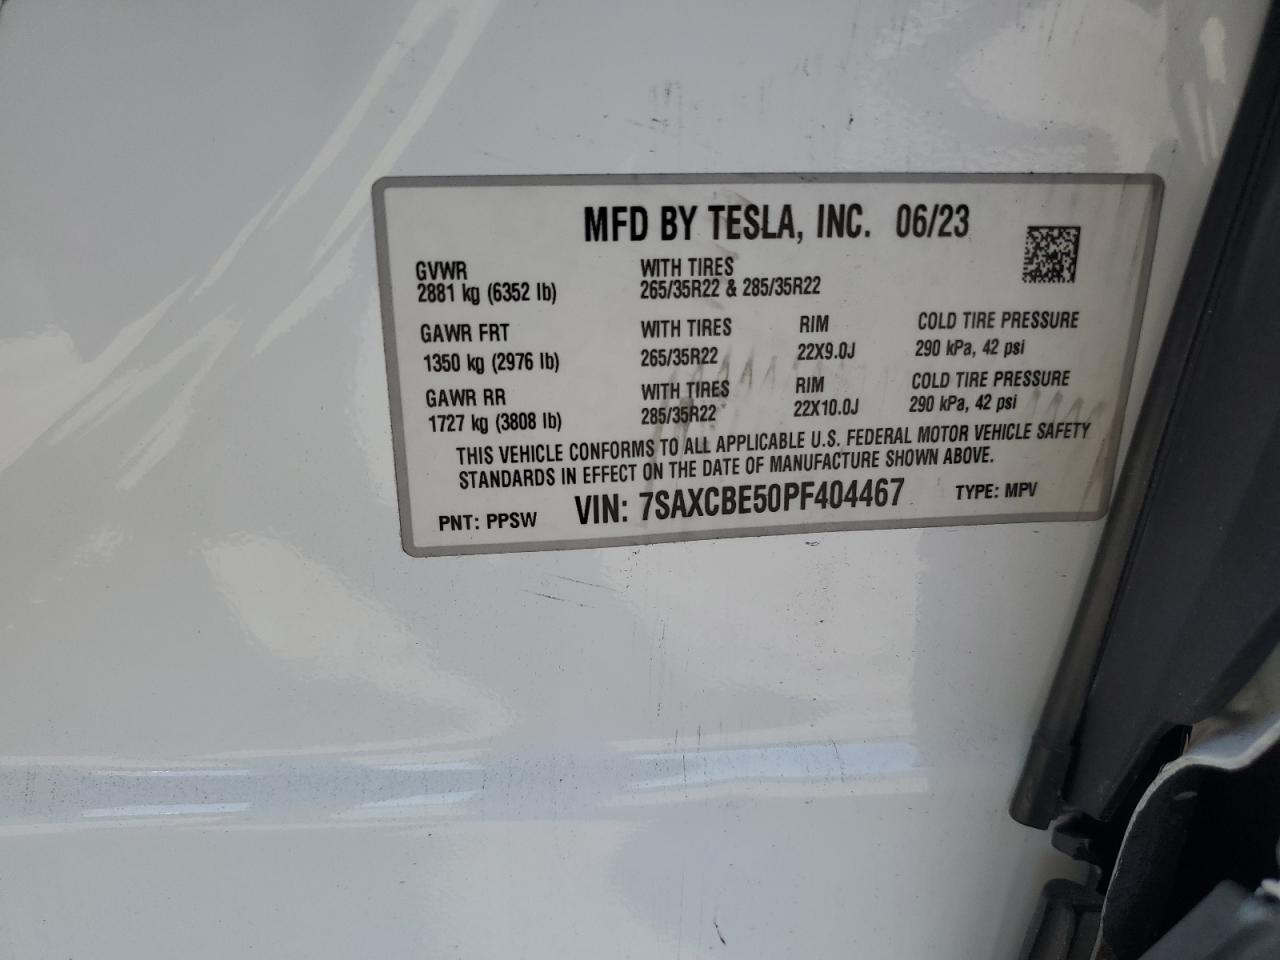 MFD BY TESLA, INC. 06/23
GVWR WITH TIRES
2881 kg (6352 lb) 265/35R22 & 285/35R22
GAWR FRT WITH TIRES RIM COLD TIRE PRESSURE
1350 kg (2976 lb) 265/35R22 22X9.0J 290 kPa, 42 psi
GAWR RR WITH TIRES RIM COLD TIRE PRESSURE
1727 kg (3808 lb) 285/35R22 22X10.0J 290 kPa, 42 psi
THIS VEHICLE CONFORMS TO ALL APPLICABLE U.S. FEDERAL MOTOR VEHICLE SAFETY
STANDARDS IN EFFECT ON THE DATE OF MANUFACTURE SHOWN ABOVE.
PNT: PPSW VIN: 7SAXCBE50PF404467 TYPE: MPV